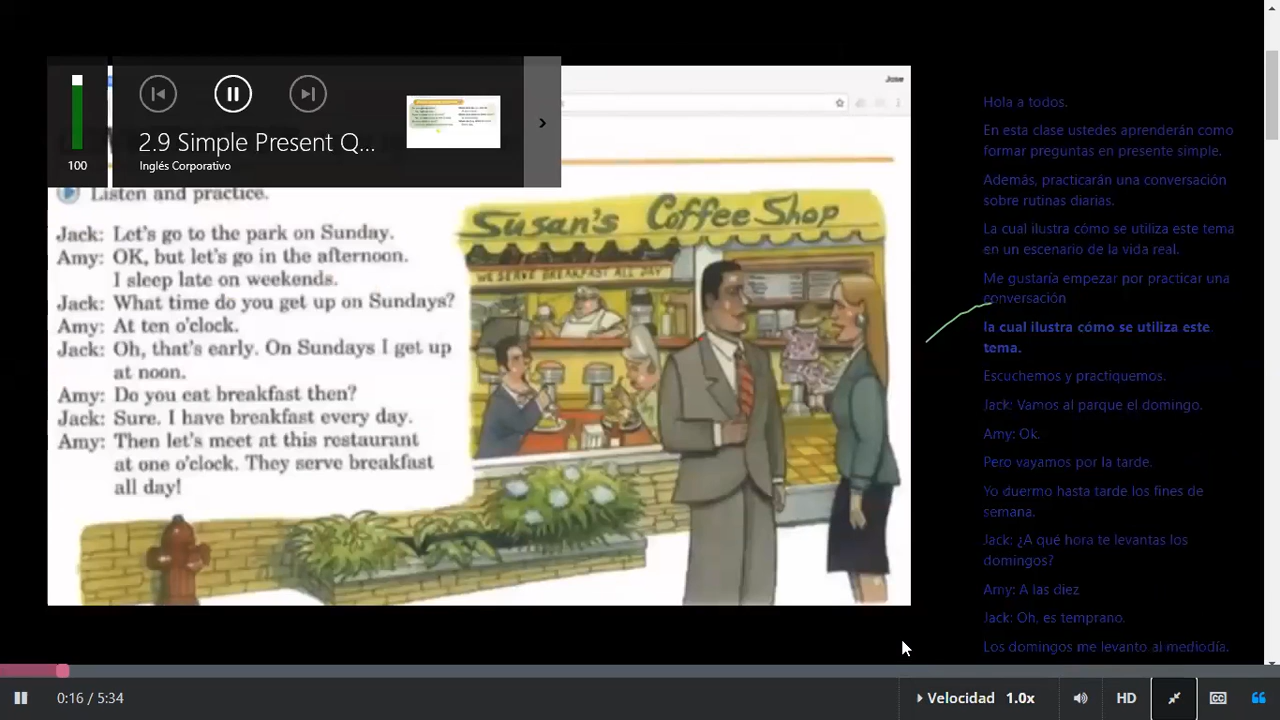 100
2.9 Simple Present Q...
Inglés Corporativo
Listen and practice.
Jack: Let's go to the park on Sunday.
Amy: OK, but let's go in the afternoon.
I sleep late on weekends.
Jack: What time do you get up on Sundays?
Amy: At ten o'clock.
Jack: Oh, that's early. On Sundays I get up
at noon.
Amy: Do you eat breakfast then?
Jack: Sure. I have breakfast every day.
Amy: Then let's meet at this restaurant
at one o'clock. They serve breakfast
all day!
Susan's Coffee Shop
WE SERVE BREAKFAST ALL DAY
Hola a todos.
En esta clase ustedes aprenderán como
formar preguntas en presente simple.
Además, practicarán una conversación
sobre rutinas diarias.
La cual ilustra cómo se utiliza este tema
en un escenario de la vida real.
Me gustaría empezar por practicar una
conversación
la cual ilustra cómo se utiliza este
tema.
Escuchemos y practiquemos.
Jack: Vamos al parque el domingo.
Amy: Ok.
Pero vayamos por la tarde.
Yo duermo hasta tarde los fines de
semana.
Jack: ¿A qué hora te levantas los
domingos?
Amy: A las diez
Jack: Oh, es temprano.
Los domingos me levanto al mediodía.
0:16 / 5:34
Velocidad 1.0x
HD
CC